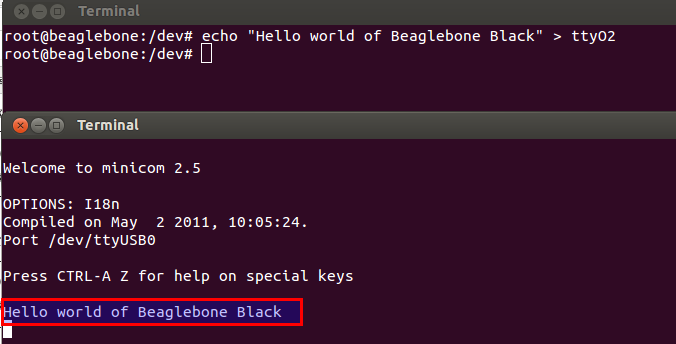 Terminal
root@beaglebone:/dev# echo "Hello world of Beaglebone Black" > ttyO2
root@beaglebone:/dev#
Terminal
Welcome to minicom 2.5
OPTIONS: I18n
Compiled on May  2 2011, 10:05:24.
Port /dev/ttyUSB0
Press CTRL-A Z for help on special keys
Hello world of Beaglebone Black